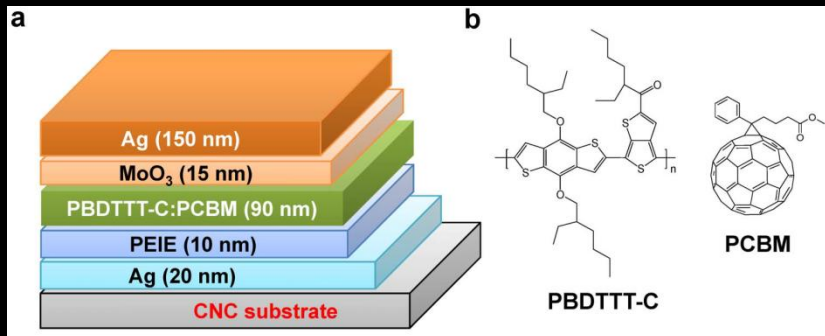 a
Ag (150 nm)
MoO₃ (15 nm)
PBDTTT-C:PCBM (90 nm)
PEIE (10 nm)
Ag (20 nm)
CNC substrate
b
O
S
S
O
S
S
O
n
PBDTTT-C
O
O
PCBM